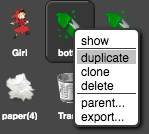 Girl
bot
show
duplicate
clone
delete
parent...
export...
paper(4)
Tra